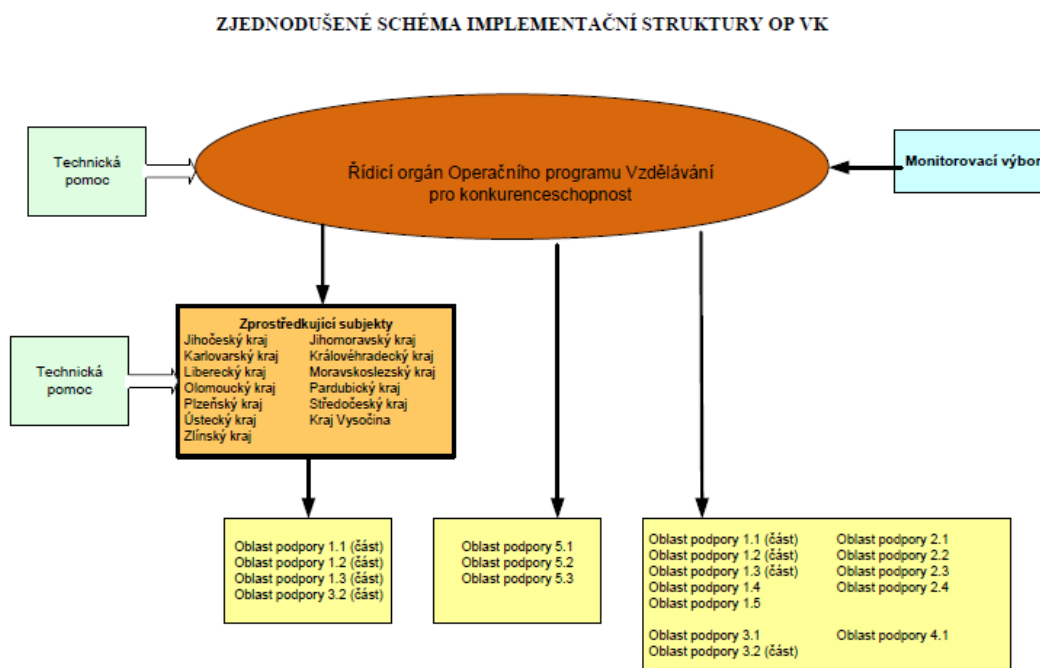 ZJEDNODUŠENÉ SCHÉMA IMPLEMENTAČNÍ STRUKTURY OP VK
Technická
pomoc
Řídicí orgán Operačního programu Vzdělávání
pro konkurenceschopnost
Monitorovací výbor
Technická
pomoc
Zprostředkující subjekty
Jihočeský kraj Jihomoravský kraj
Karlovarský kraj Královéhradecký kraj
Liberecký kraj Moravskoslezský kraj
Olomoucký kraj Pardubický kraj
Plzeňský kraj Středočeský kraj
Ústecký kraj Kraj Vysočina
Zlínský kraj
Oblast podpory 1.1 (část)
Oblast podpory 1.2 (část)
Oblast podpory 1.3 (část)
Oblast podpory 3.2 (část)
Oblast podpory 5.1
Oblast podpory 5.2
Oblast podpory 5.3
Oblast podpory 1.1 (část) Oblast podpory 2.1
Oblast podpory 1.2 (část) Oblast podpory 2.2
Oblast podpory 1.3 (část) Oblast podpory 2.3
Oblast podpory 1.4 Oblast podpory 2.4
Oblast podpory 1.5
Oblast podpory 3.1 Oblast podpory 4.1
Oblast podpory 3.2 (část)